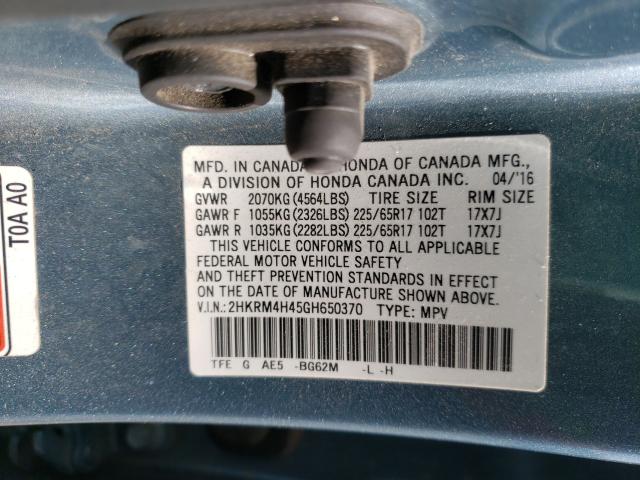 MFD. IN CANADA HONDA OF CANADA MFG.,
A DIVISION OF HONDA CANADA INC. 04/'16
GVWR 2070KG (4564LBS) TIRE SIZE RIM SIZE
GAWR F 1055KG (2326LBS) 225/65R17 102T 17X7J
GAWR R 1035KG (2282LBS) 225/65R17 102T 17X7J
THIS VEHICLE CONFORMS TO ALL APPLICABLE
FEDERAL MOTOR VEHICLE SAFETY
AND THEFT PREVENTION STANDARDS IN EFFECT
ON THE DATE OF MANUFACTURE SHOWN ABOVE.
V.I.N.: 2HKRM4H45GH650370 TYPE: MPV
TFE G AE5 -BG62M -L -H
T0A A0